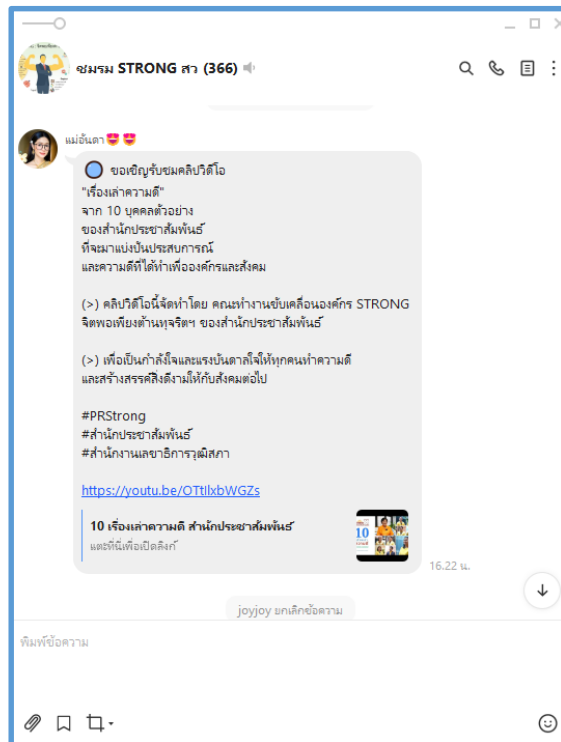 ชมรม STRONG สว (366)
แม่อันดา
ขอเชิญรับชมคลิปวิดีโอ
"เรื่องเล่าความดี"
จาก 10 บุคคลตัวอย่าง
ของสำนักประชาสัมพันธ์
ที่จะมาแบ่งปันประสบการณ์
และความดีที่ได้ทำเพื่อองค์กรและสังคม
(>) คลิปวิดีโอนี้จัดทำโดย คณะทำงานขับเคลื่อนองค์กร STRONG
จิตพอเพียงต้านทุจริตฯ ของสำนักประชาสัมพันธ์
(>) เพื่อเป็นกำลังใจและแรงบันดาลใจให้ทุกคนทำความดี
และสร้างสรรค์สิ่งดีงามให้กับสังคมต่อไป
#PRStrong
#สำนักประชาสัมพันธ์
#สำนักงานเลขาธิการวุฒิสภา
https://youtu.be/OTtIlxbWGZs
10 เรื่องเล่าความดี สำนักประชาสัมพันธ์
แตะที่นี่เพื่อเปิดลิงก์
10
16.22 น.
joyjoy ยกเลิกข้อความ
พิมพ์ข้อความ